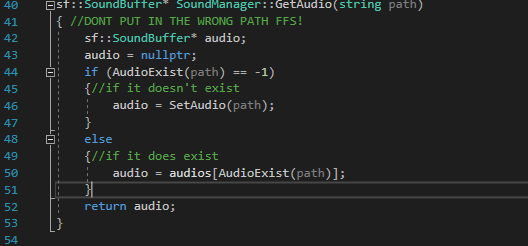 40 sf::SoundBuffer* SoundManager::GetAudio(string path)
41 { //DONT PUT IN THE WRONG PATH FFS!
42 sf::SoundBuffer* audio;
43 audio = nullptr;
44 if (AudioExist(path) == -1)
45 {//if it doesn't exist
46 audio = SetAudio(path);
47 }
48 else
49 {//if it does exist
50 audio = audios[AudioExist(path)];
51 }
52 return audio;
53 }
54